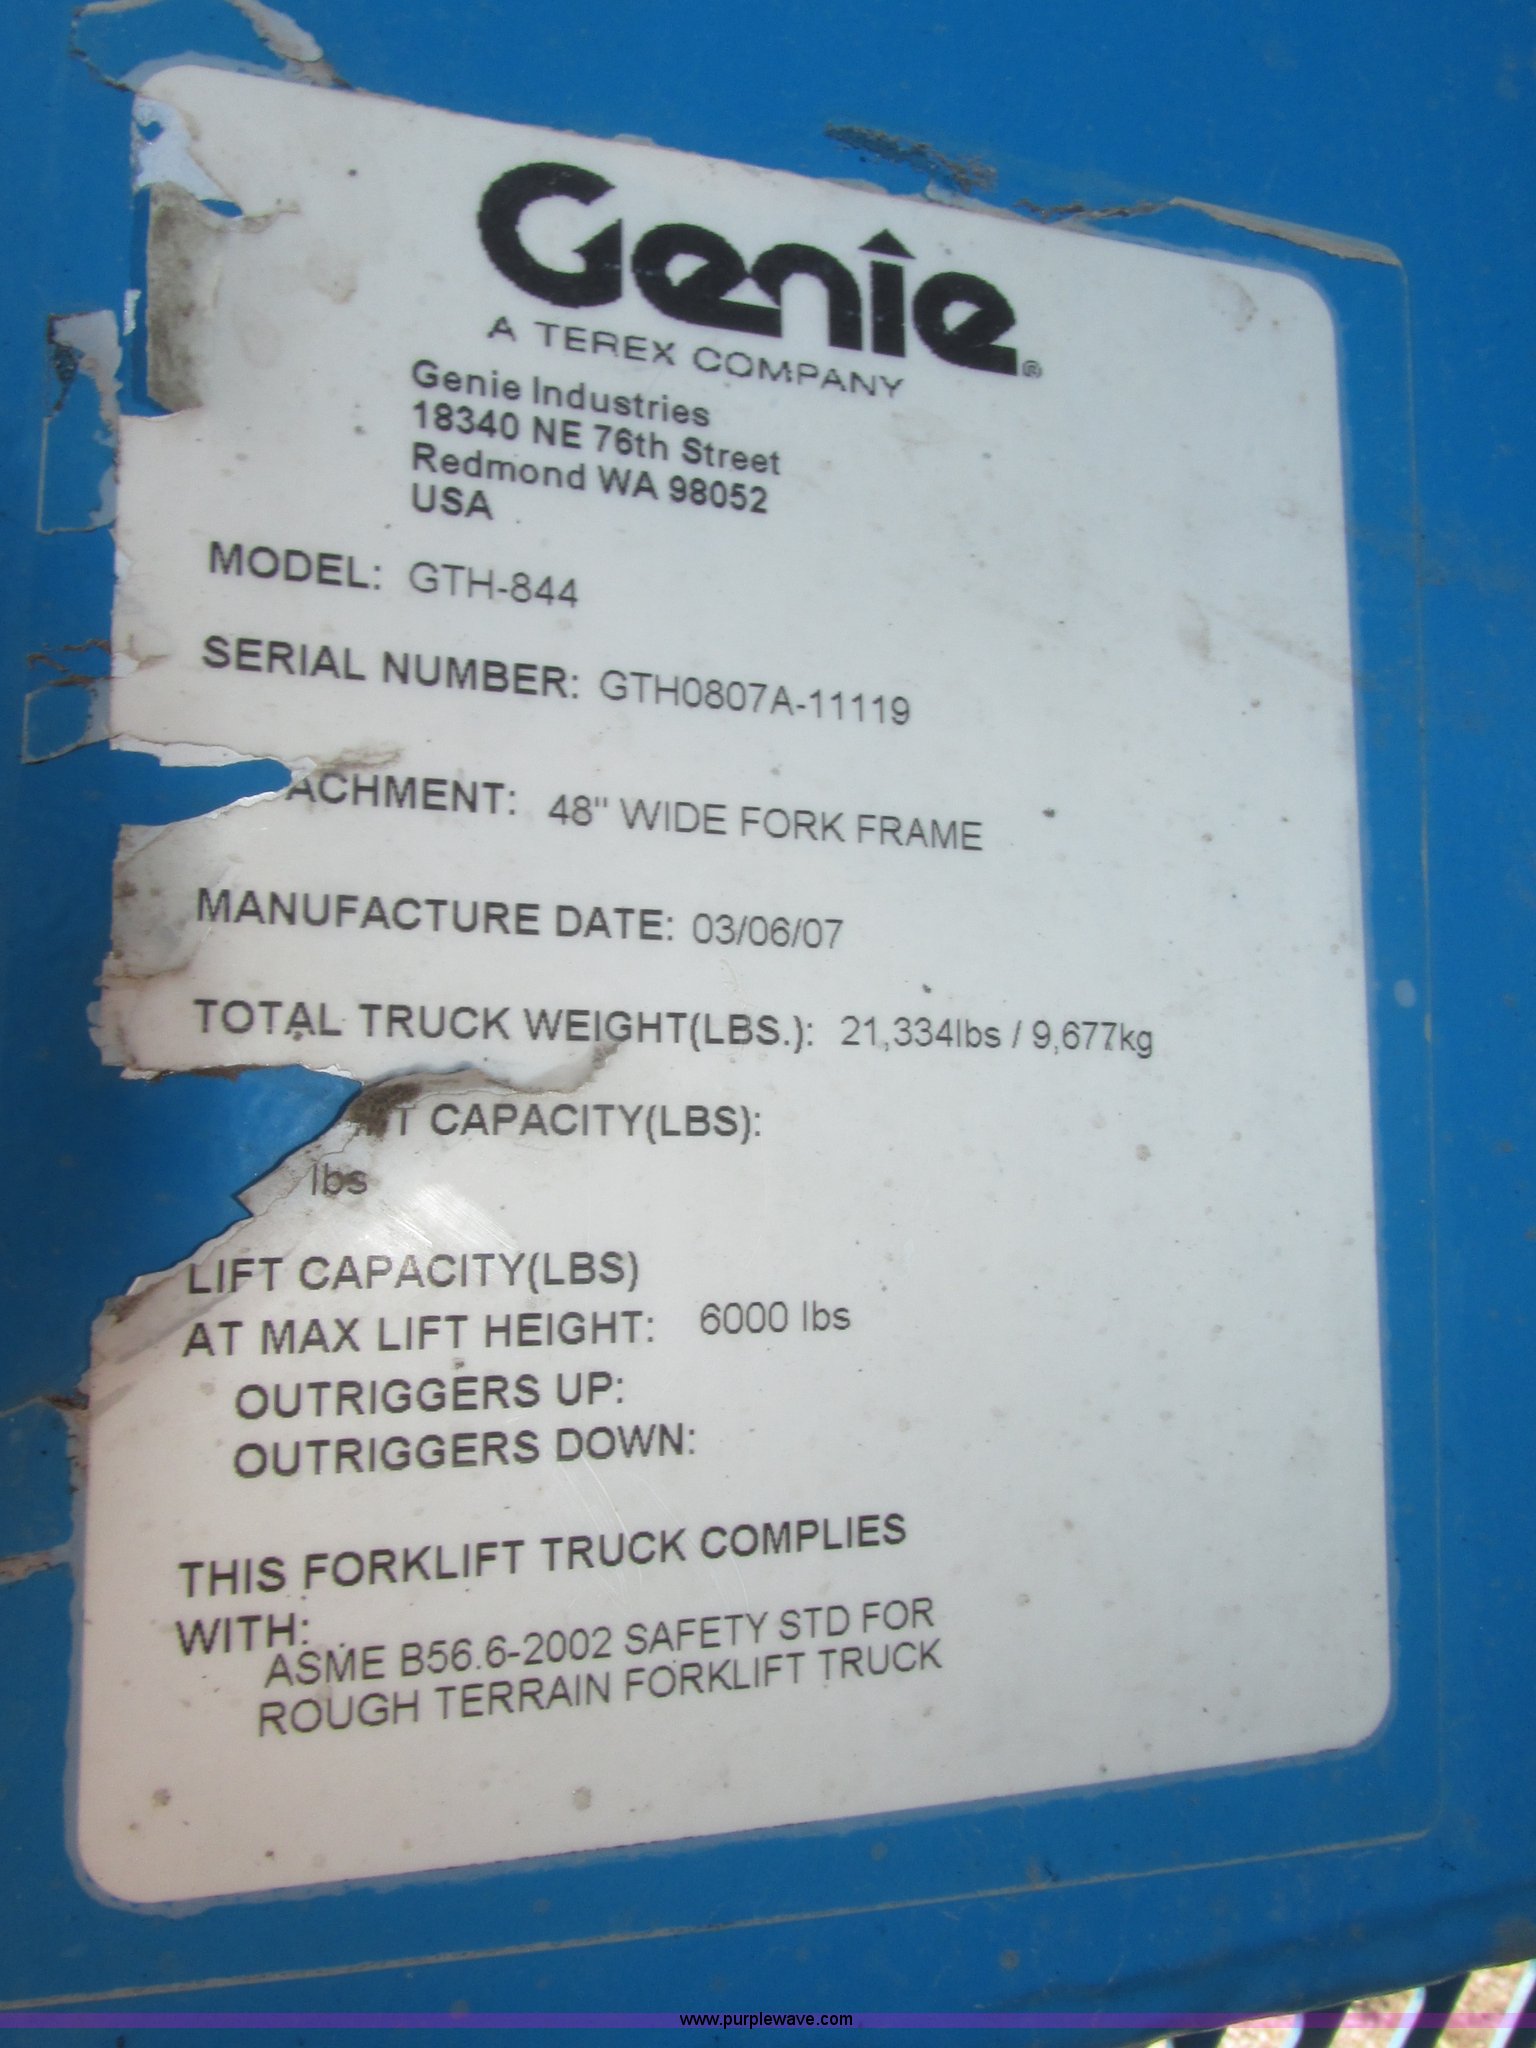 Genie®
A TEREX COMPANY
Genie Industries
18340 NE 76th Street
Redmond WA 98052
USA
MODEL: GTH-844
SERIAL NUMBER: GTH0807A-11119
ACHMENT: 48" WIDE FORK FRAME
MANUFACTURE DATE: 03/06/07
TOTAL TRUCK WEIGHT(LBS.): 21,334lbs / 9,677kg
T CAPACITY(LBS):
lbs
LIFT CAPACITY(LBS)
AT MAX LIFT HEIGHT: 6000 lbs
OUTRIGGERS UP:
OUTRIGGERS DOWN:
THIS FORKLIFT TRUCK COMPLIES
WITH:
ASME B56.6-2002 SAFETY STD FOR
ROUGH TERRAIN FORKLIFT TRUCK
www.purplewave.com